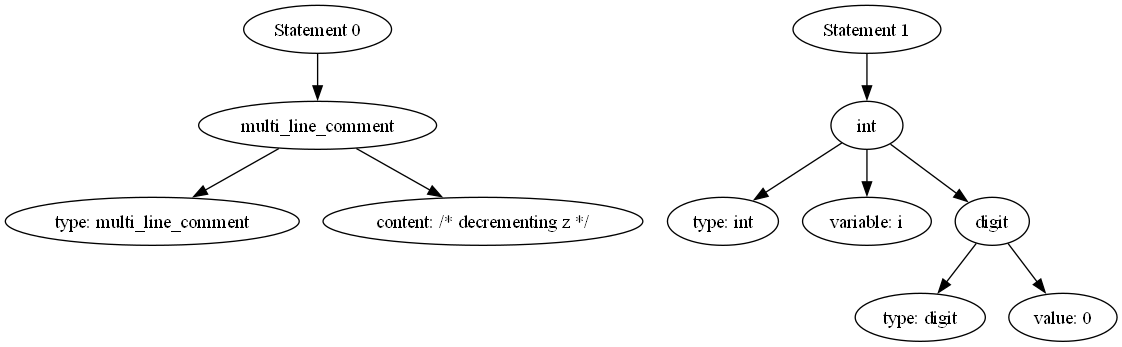 Statement 0
Statement 1
multi_line_comment
int
type: multi_line_comment
content: /* decrementing z */
type: int
variable: i
digit
type: digit
value: 0